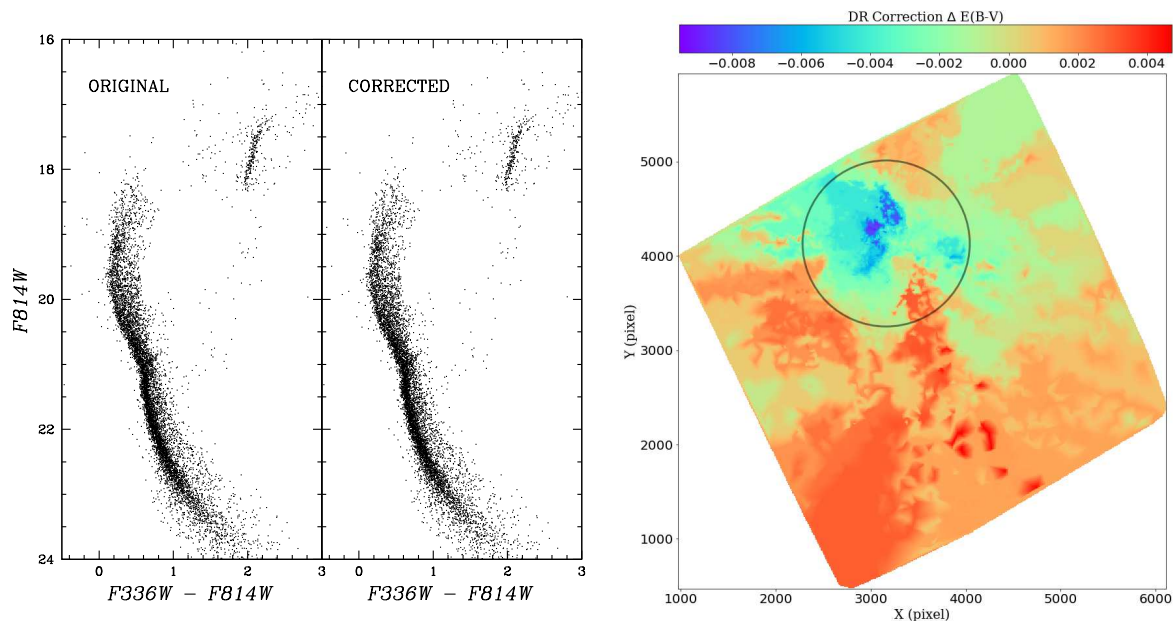 DR Correction Δ E(B-V)
−0.008 −0.006 −0.004 −0.002 0.000 0.002 0.004
ORIGINAL
CORRECTED
16
18
20
22
24
F814W
0 1 2 3
0 1 2 3
F336W − F814W
F336W − F814W
5000
4000
3000
2000
1000
Y (pixel)
1000 2000 3000 4000 5000 6000
X (pixel)